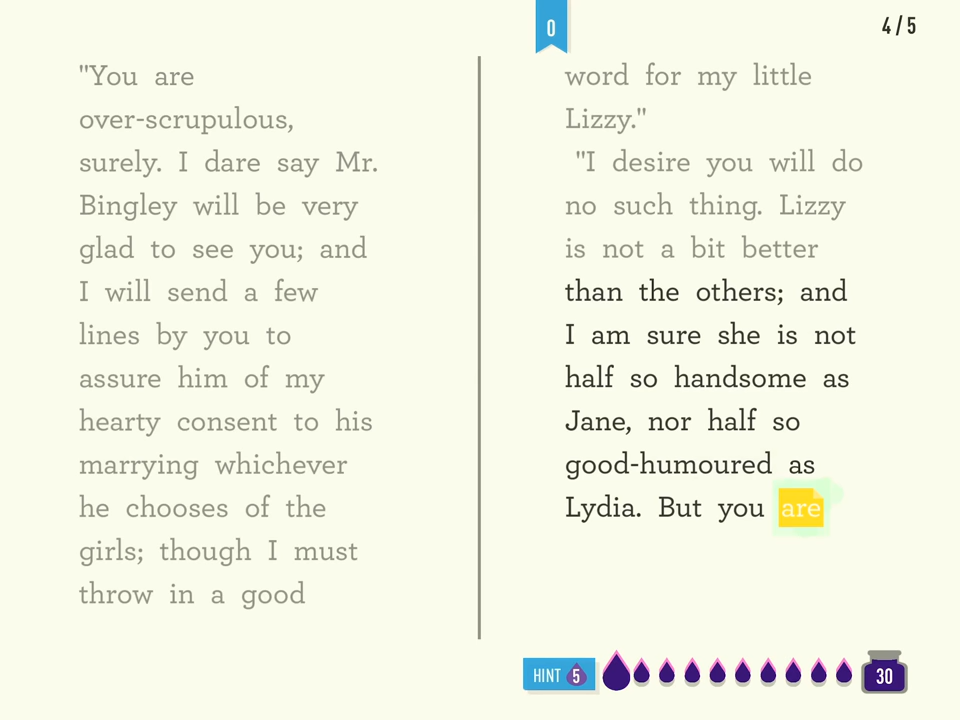 0
4 / 5
"You are
over-scrupulous,
surely. I dare say Mr.
Bingley will be very
glad to see you; and
I will send a few
lines by you to
assure him of my
hearty consent to his
marrying whichever
he chooses of the
girls; though I must
throw in a good
word for my little
Lizzy."
"I desire you will do
no such thing. Lizzy
is not a bit better
than the others; and
I am sure she is not
half so handsome as
Jane, nor half so
good-humoured as
Lydia. But you are
HINT 5
30